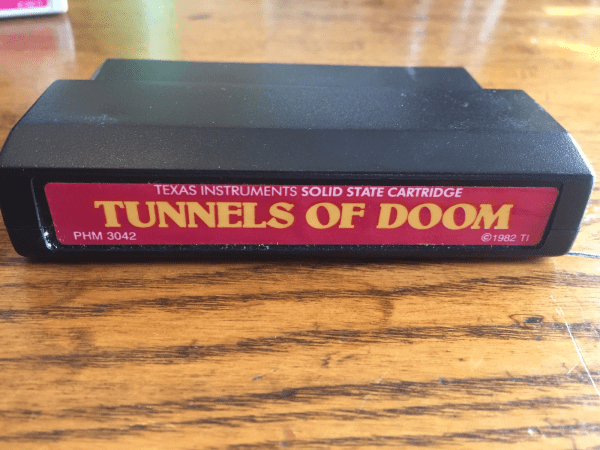 TEXAS INSTRUMENTS SOLID STATE CARTRIDGE
TUNNELS OF DOOM
PHM 3042 ©1982 TI